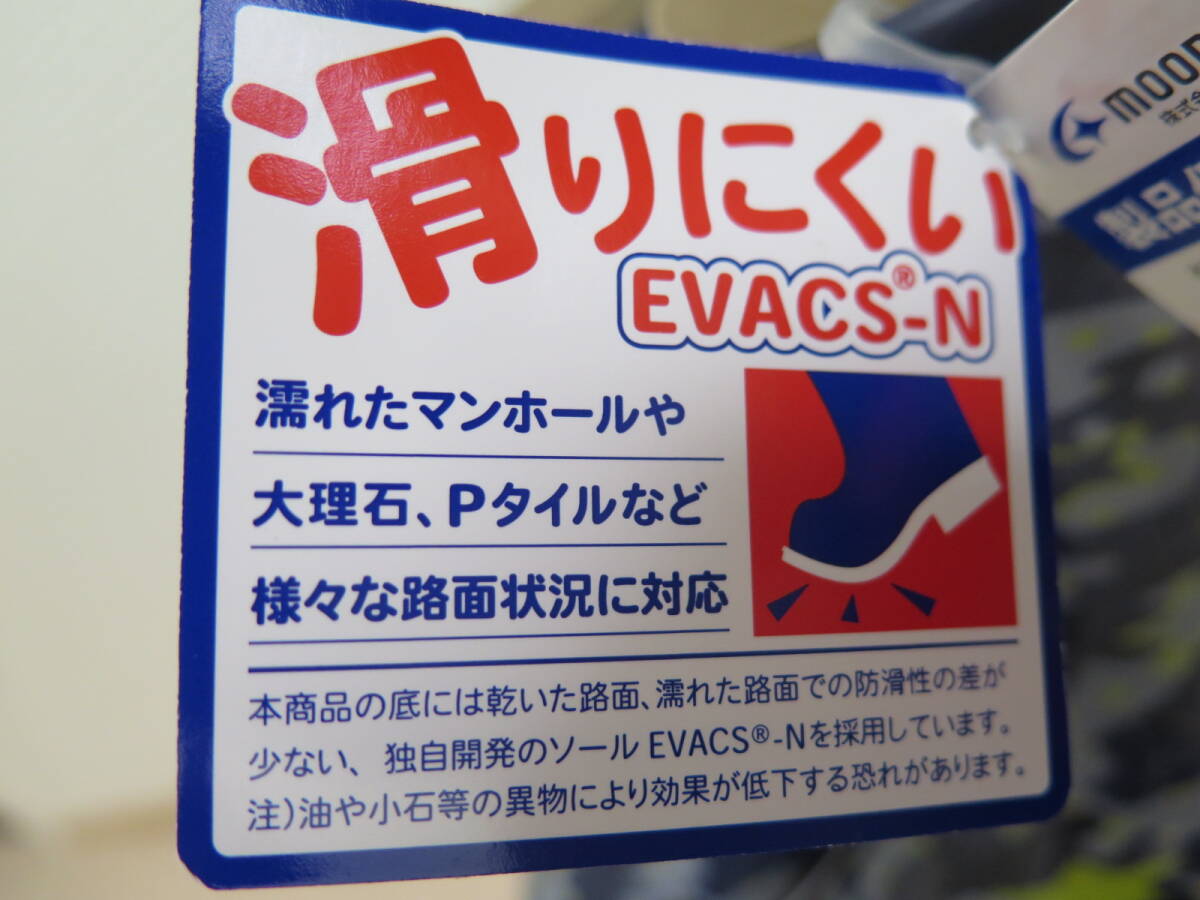 滑りにくい
EVACS®-N
濡れたマンホールや
大理石、Pタイルなど
様々な路面状況に対応
本商品の底には乾いた路面、濡れた路面での防滑性の差が
少ない、独自開発のソール EVACS®-Nを採用しています。
注)油や小石等の異物により効果が低下する恐れがあります。
株式会
製品